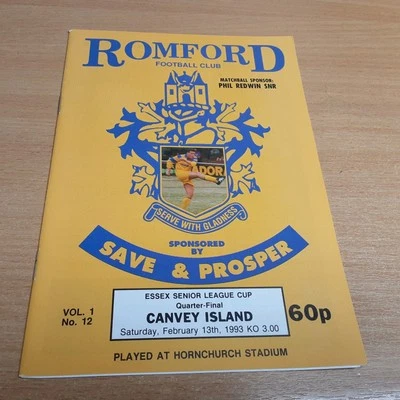 ROMFORD
FOOTBALL CLUB
MATCHBALL SPONSOR:
PHIL REDWIN SNR
ADOR
SERVE WITH GLADNESS
SPONSORED
BY
SAVE & PROSPER
VOL. 1
No. 12
ESSEX SENIOR LEAGUE CUP
Quarter-Final
CANVEY ISLAND
Saturday, February 13th, 1993 KO 3.00
60p
PLAYED AT HORNCHURCH STADIUM